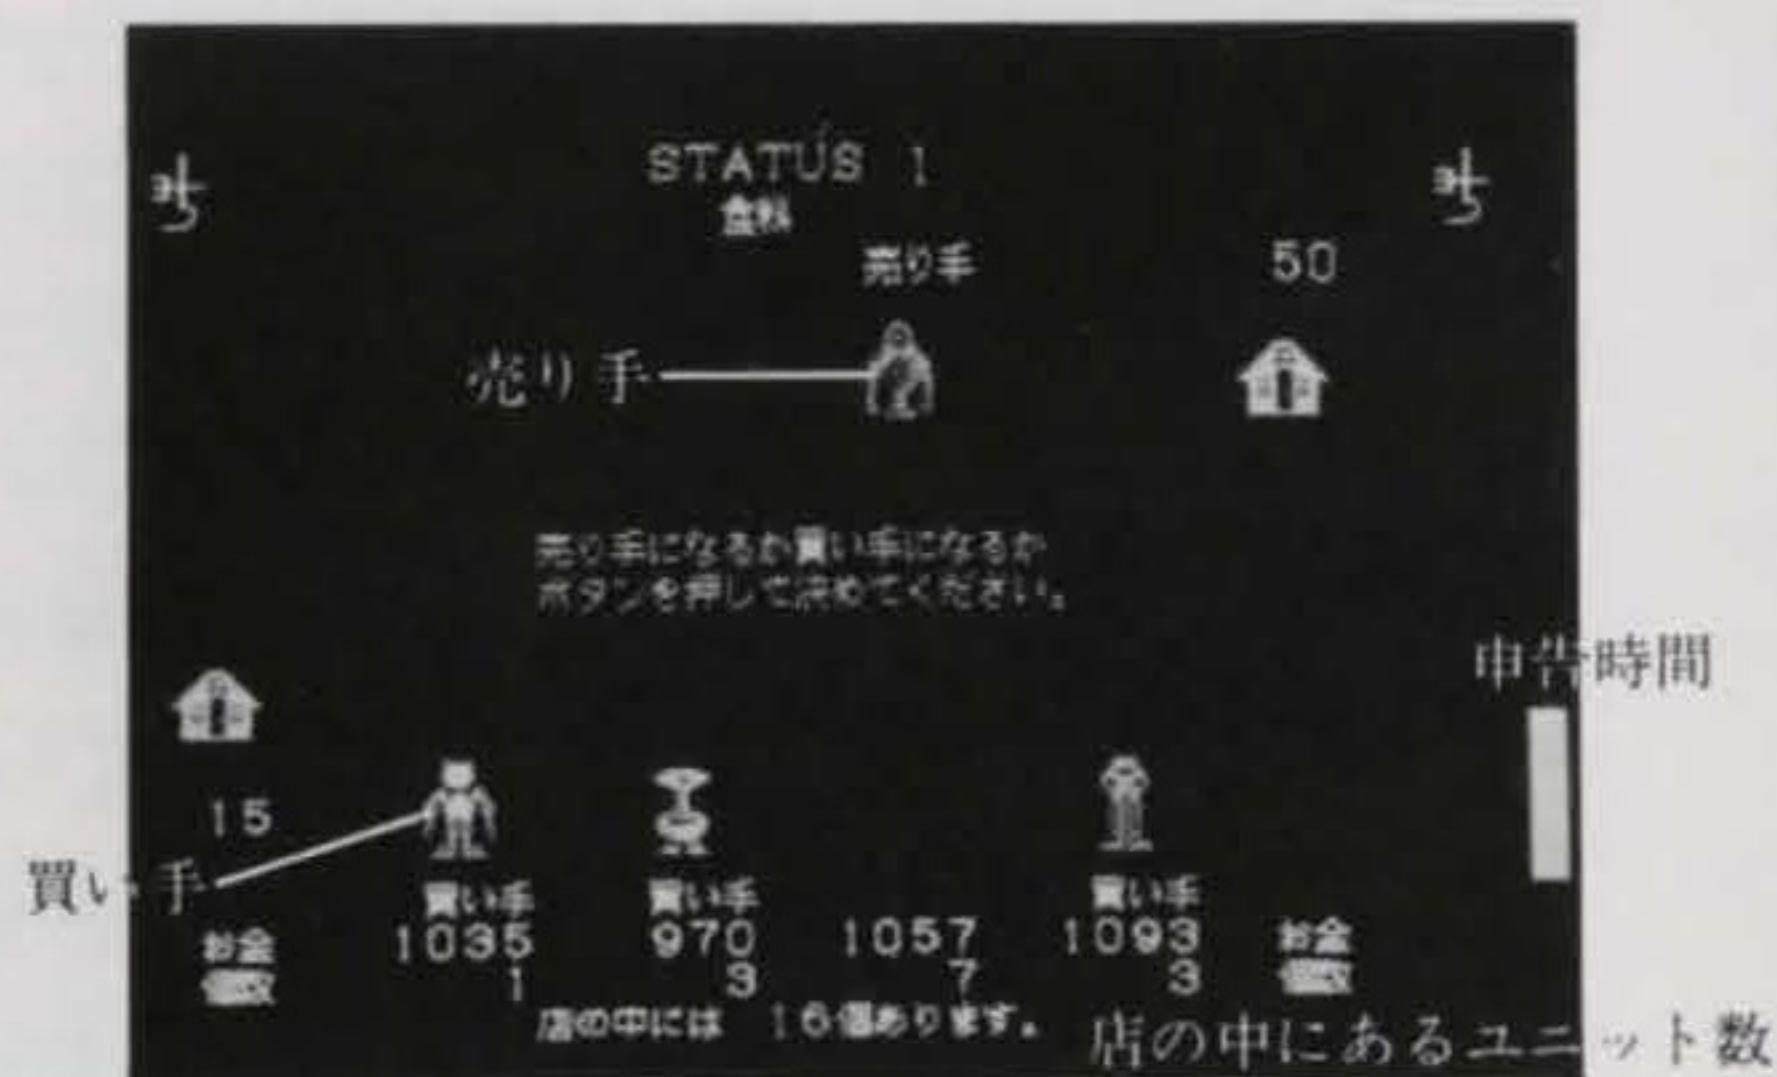 STATUS 1
食料
売り手
50
売り手
売り手になるか買い手になるか
ボタンを押して決めてください。
申告時間
15
買い手
買い手 買い手 買い手
お金 1035 970 1057 1093 お金
個数 1 3 7 3 個数
店の中には 16個あります。
店の中にあるユニット数